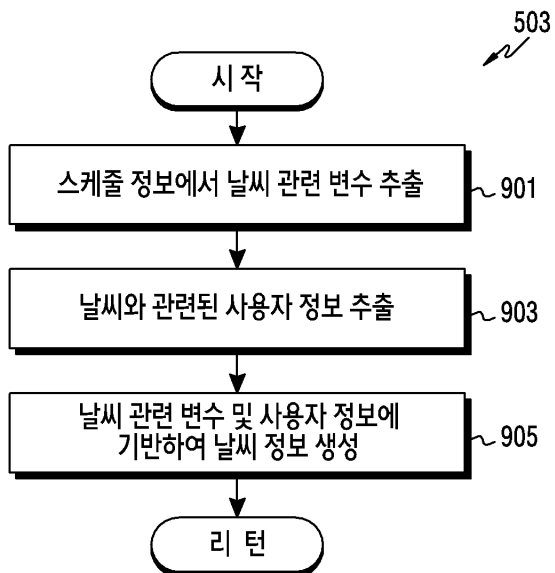 503
시 작
스케줄 정보에서 날씨 관련 변수 추출
901
날씨와 관련된 사용자 정보 추출
903
날씨 관련 변수 및 사용자 정보에
기반하여 날씨 정보 생성
905
리 턴